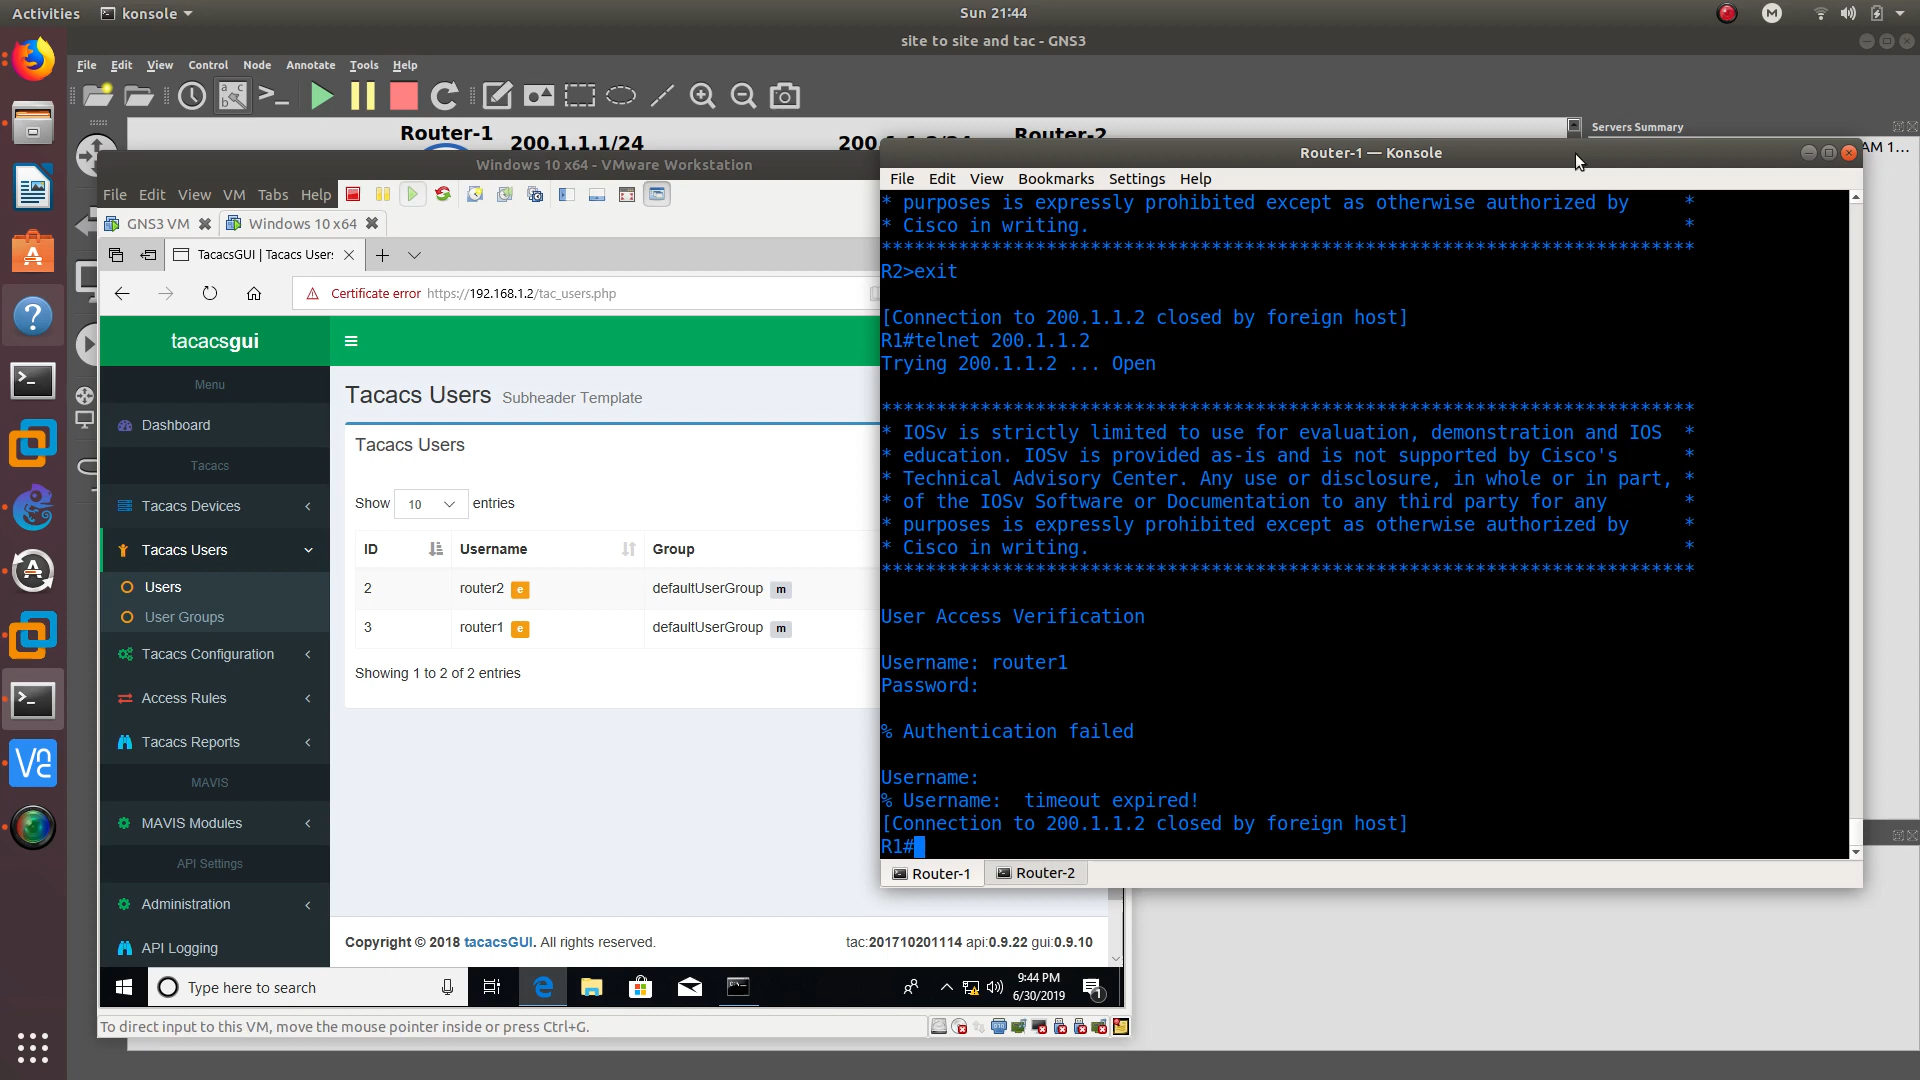 Activities
konsole
Sun 21:44
M
site to site and tac - GNS3
File Edit View Control Node Annotate Tools Help
Router-1
200.1.1.1/24
200
Router-2
Servers Summary
AM 1...
Windows 10 x64 - VMware Workstation
File Edit View VM Tabs Help
GNS3 VM
Windows 10 x64
TacacsGUI | Tacacs User:
Certificate error https://192.168.1.2/tac_users.php
tacacsgui
Menu
Dashboard
Tacacs
Tacacs Devices
Tacacs Users
Users
User Groups
Tacacs Configuration
Access Rules
Tacacs Reports
MAVIS
MAVIS Modules
API Settings
Administration
API Logging
Tacacs Users Subheader Template
Tacacs Users
Show 10 entries
ID Username Group
2 router2 e defaultUserGroup m
3 router1 e defaultUserGroup m
Showing 1 to 2 of 2 entries
Copyright © 2018 tacacsGUI. All rights reserved.
tac:201710201114 api:0.9.22 gui:0.9.10
Type here to search
9:44 PM
6/30/2019
1
To direct input to this VM, move the mouse pointer inside or press Ctrl+G.
Router-1 — Konsole
File Edit View Bookmarks Settings Help
* purposes is expressly prohibited except as otherwise authorized by *
* Cisco in writing. *
**************************************************************************
R2>exit
[Connection to 200.1.1.2 closed by foreign host]
R1#telnet 200.1.1.2
Trying 200.1.1.2 ... Open
**************************************************************************
* IOSv is strictly limited to use for evaluation, demonstration and IOS *
* education. IOSv is provided as-is and is not supported by Cisco's *
* Technical Advisory Center. Any use or disclosure, in whole or in part, *
* of the IOSv Software or Documentation to any third party for any *
* purposes is expressly prohibited except as otherwise authorized by *
* Cisco in writing. *
**************************************************************************
User Access Verification
Username: router1
Password:
% Authentication failed
Username:
% Username: timeout expired!
[Connection to 200.1.1.2 closed by foreign host]
R1#
Router-1
Router-2